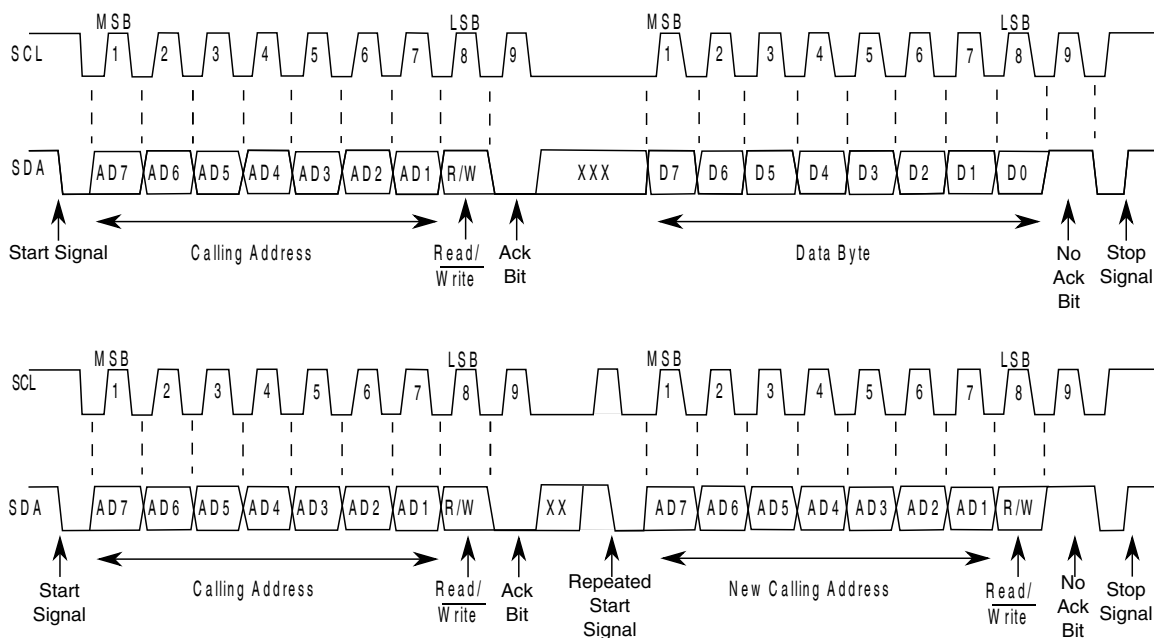 MSB LSB MSB LSB
SCL 1 2 3 4 5 6 7 8 9 1 2 3 4 5 6 7 8 9
SDA AD7 AD6 AD5 AD4 AD3 AD2 AD1 R/W XXX D7 D6 D5 D4 D3 D2 D1 D0
Start Signal Calling Address Read/ Ack Data Byte No Stop
Write Bit Ack Signal
Bit
MSB LSB MSB LSB
SCL 1 2 3 4 5 6 7 8 9 1 2 3 4 5 6 7 8 9
SDA AD7 AD6 AD5 AD4 AD3 AD2 AD1 R/W XX AD7 AD6 AD5 AD4 AD3 AD2 AD1 R/W
Start Calling Address Read/ Ack Repeated New Calling Address Read/ No Stop
Signal Write Bit Start Write Ack Signal
Signal Bit